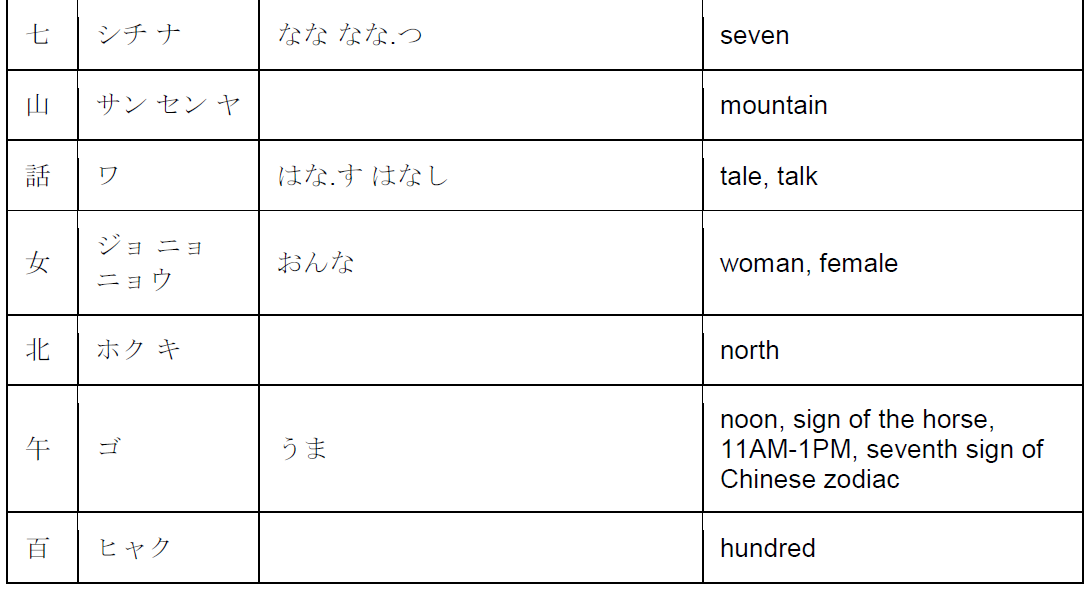 七 シチ ナ なな なな.つ seven
山 サン セン ヤ mountain
話 ワ はな.す はなし tale, talk
女 ジョ ニョ
ニョウ おんな woman, female
北 ホク キ north
午 ゴ うま noon, sign of the horse,
11AM-1PM, seventh sign of
Chinese zodiac
百 ヒャク hundred